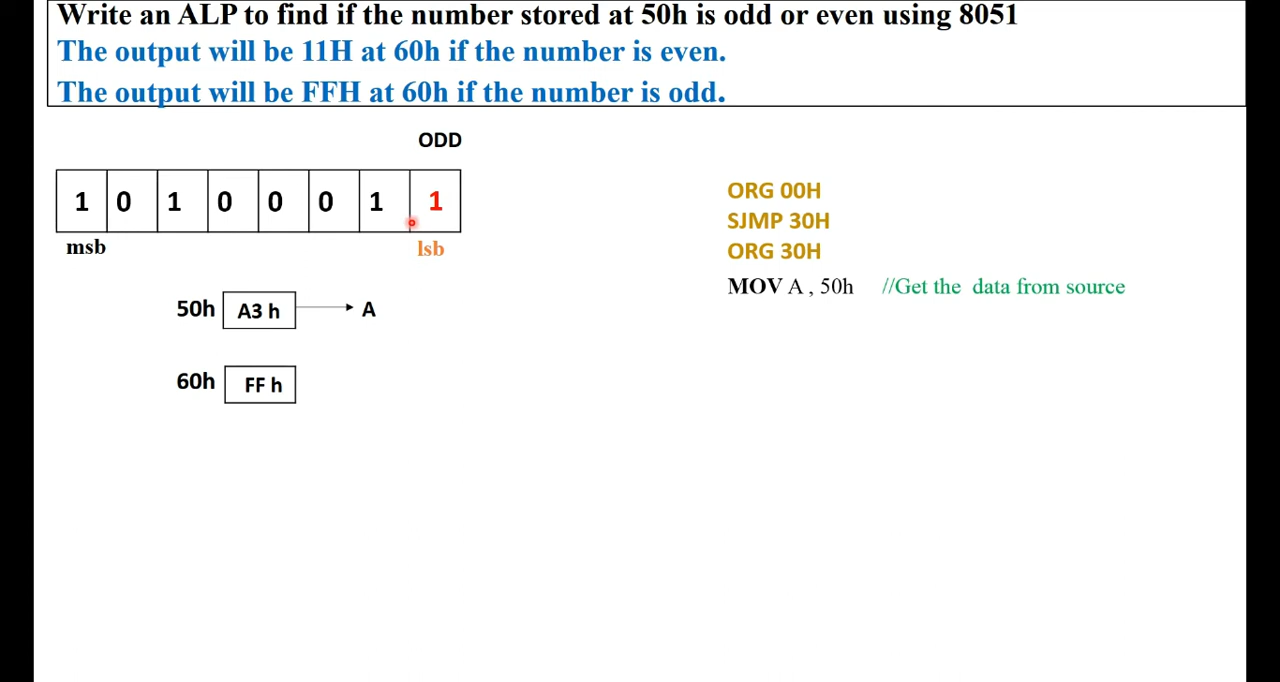 Write an ALP to find if the number stored at 50h is odd or even using 8051
The output will be 11H at 60h if the number is even.
The output will be FFH at 60h if the number is odd.
ODD
1 0 1 0 0 0 1 1
msb lsb
50h A3 h A
60h FF h
ORG 00H
SJMP 30H
ORG 30H
MOV A , 50h //Get the data from source